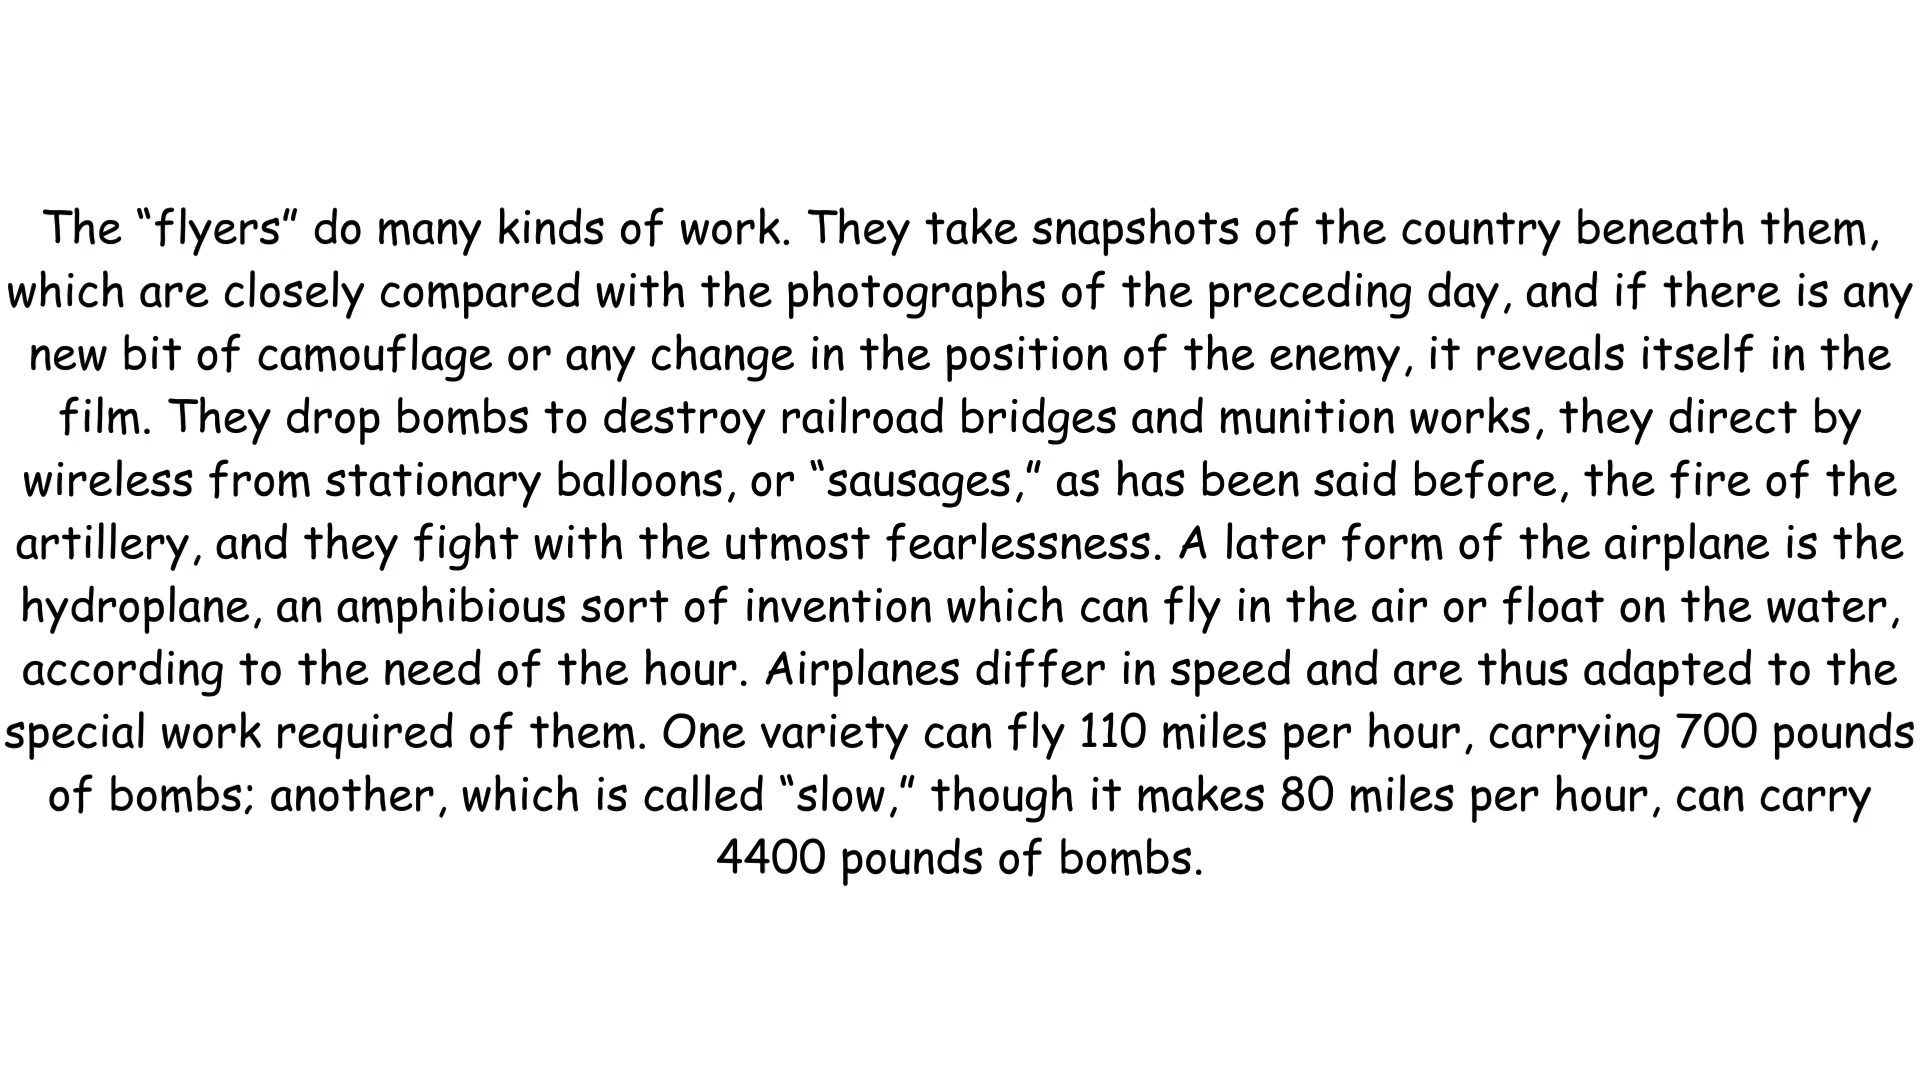 The “flyers” do many kinds of work. They take snapshots of the country beneath them,
which are closely compared with the photographs of the preceding day, and if there is any
new bit of camouflage or any change in the position of the enemy, it reveals itself in the
film. They drop bombs to destroy railroad bridges and munition works, they direct by
wireless from stationary balloons, or “sausages,” as has been said before, the fire of the
artillery, and they fight with the utmost fearlessness. A later form of the airplane is the
hydroplane, an amphibious sort of invention which can fly in the air or float on the water,
according to the need of the hour. Airplanes differ in speed and are thus adapted to the
special work required of them. One variety can fly 110 miles per hour, carrying 700 pounds
of bombs; another, which is called “slow,” though it makes 80 miles per hour, can carry
4400 pounds of bombs.